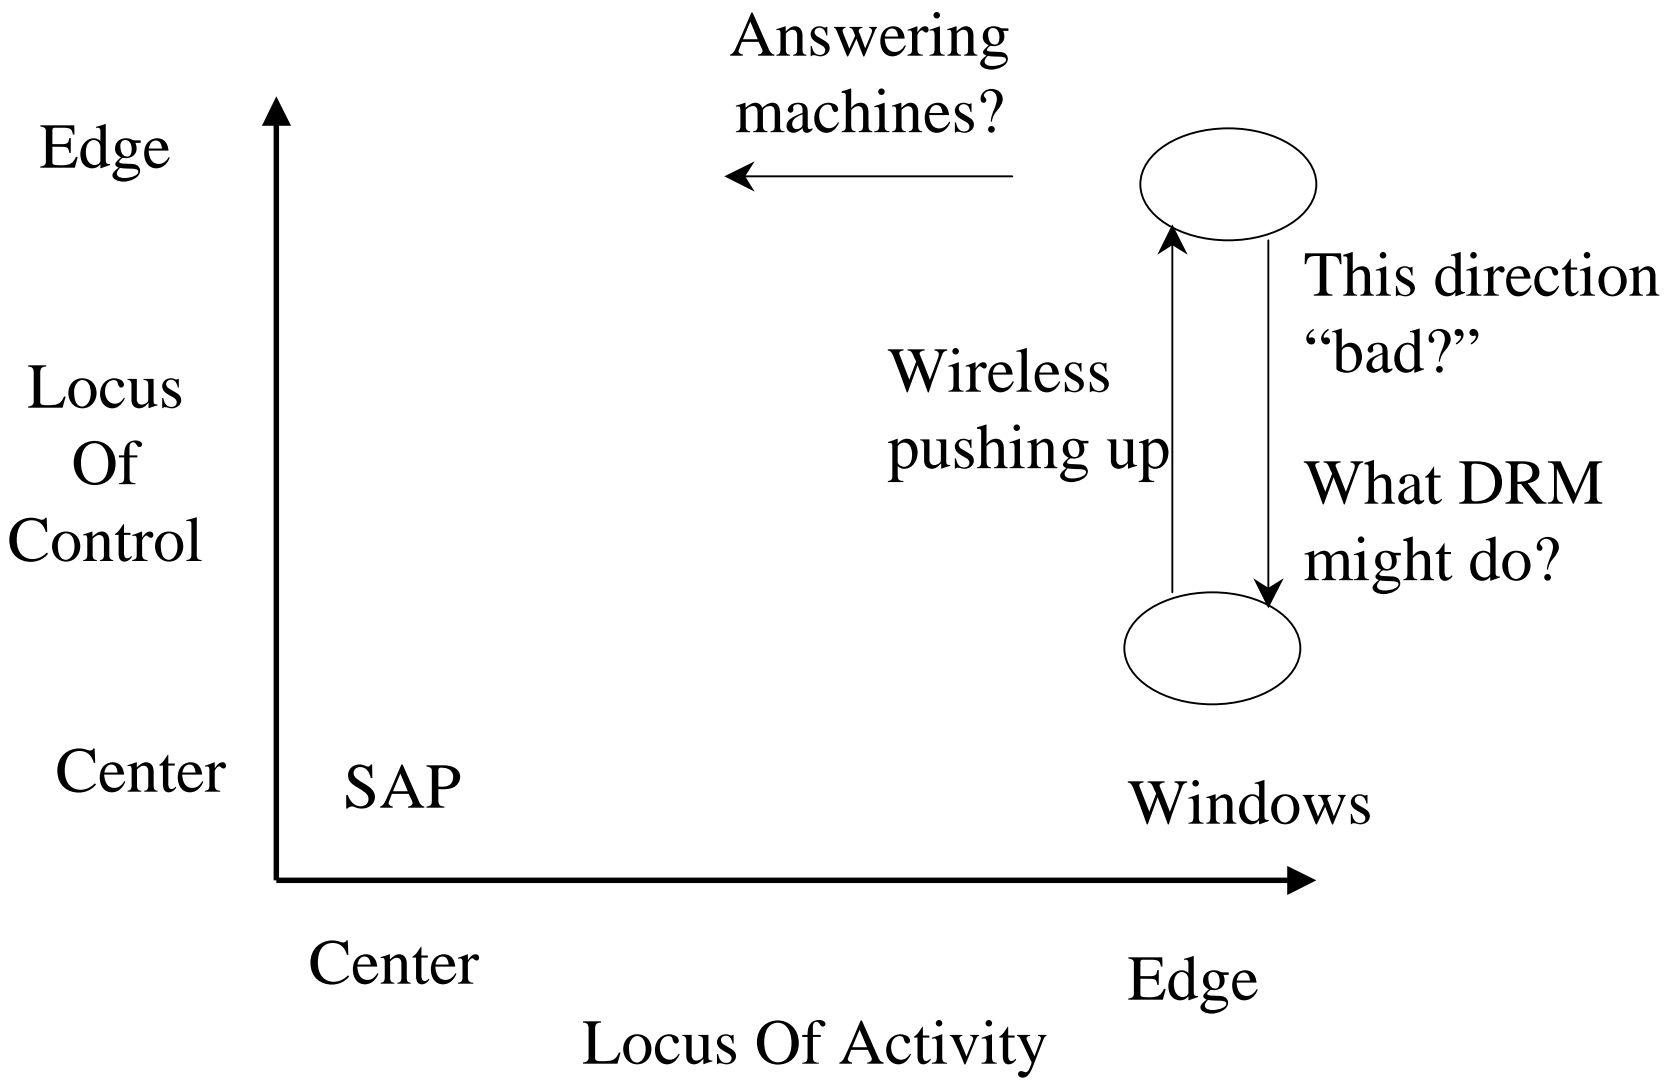 Answering
machines?
Edge
This direction
“bad?”
Wireless
pushing up
Locus
Of
Control
What DRM
might do?
Center
SAP
Windows
Center
Edge
Locus Of Activity